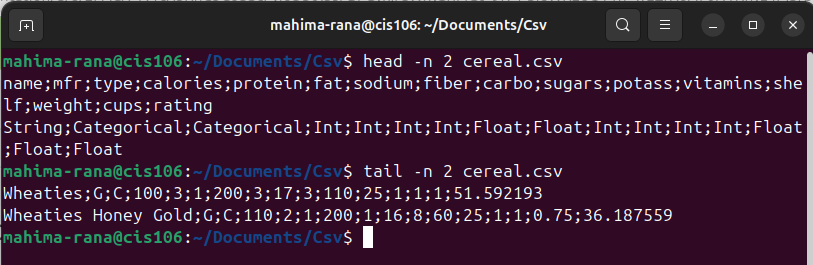 mahima-rana@cis106: ~/Documents/Csv
mahima-rana@cis106:~/Documents/Csv$ head -n 2 cereal.csv
name;mfr;type;calories;protein;fat;sodium;fiber;carbo;sugars;potass;vitamins;she
lf;weight;cups;rating
String;Categorical;Categorical;Int;Int;Int;Int;Float;Float;Int;Int;Int;Int;Float
;Float;Float
mahima-rana@cis106:~/Documents/Csv$ tail -n 2 cereal.csv
Wheaties;G;C;100;3;1;200;3;17;3;110;25;1;1;1;51.592193
Wheaties Honey Gold;G;C;110;2;1;200;1;16;8;60;25;1;1;0.75;36.187559
mahima-rana@cis106:~/Documents/Csv$